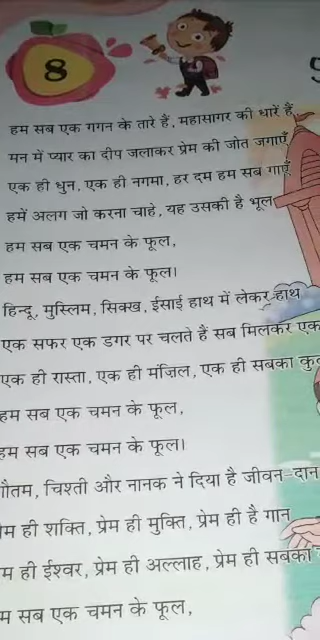 8
हम सब एक गगन के तारे हैं, महासागर की धारें हैं
मन में प्यार का दीप जलाकर प्रेम की जोत जगाएँ
एक ही धुन, एक ही नगमा, हर दम हम सब गाएँ
हमें अलग जो करना चाहे, यह उसकी है भूल
हम सब एक चमन के फूल,
हम सब एक चमन के फूल।
हिन्दू, मुस्लिम, सिक्ख, ईसाई हाथ में लेकर हाथ
एक सफर एक डगर पर चलते हैं सब मिलकर एक
एक ही रास्ता, एक ही मंज़िल, एक ही सबका
हम सब एक चमन के फूल,
हम सब एक चमन के फूल।
गौतम, चिश्ती और नानक ने दिया है जीवन-दान
ही शक्ति, प्रेम ही मुक्ति, प्रेम ही है गान
ही ईश्वर, प्रेम ही अल्लाह, प्रेम ही सबका
सब एक चमन के फूल,